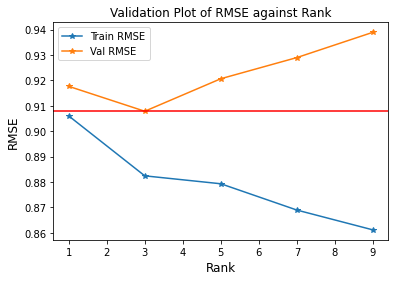 Validation Plot of RMSE against Rank
Train RMSE
Val RMSE
RMSE
0.94
0.93
0.92
0.91
0.90
0.89
0.88
0.87
0.86
1 2 3 4 5 6 7 8 9
Rank